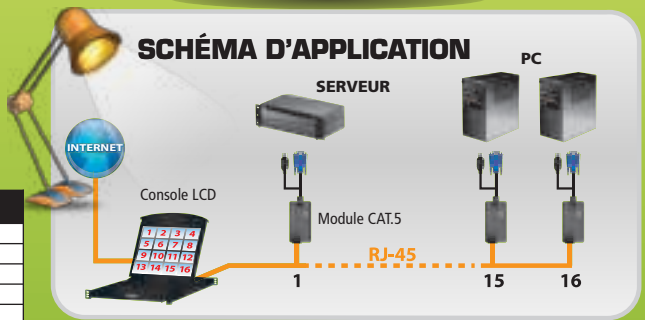 SCHÉMA D'APPLICATION
PC
SERVEUR
INTERNET
Console LCD
1 2 3 4
5 6 7 8
9 10 11 12
13 14 15 16
Module CAT.5
RJ-45
1
15
16